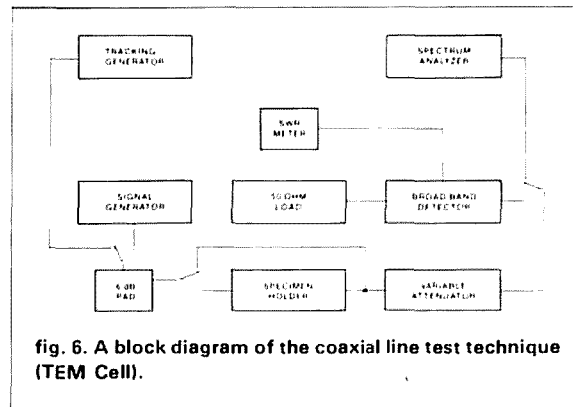 TRACKING
GENERATOR
SPECTRUM
ANALYZER
SWR
METER
SIGNAL
GENERATOR
50 OHM
LOAD
BROAD BAND
DETECTOR
6 dB
PAD
SPECIMEN
HOLDER
VARIABLE
ATTENUATOR
fig. 6. A block diagram of the coaxial line test technique
(TEM Cell).